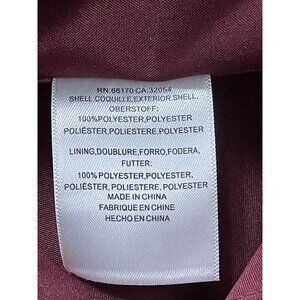 RN:66170 CA:32054
SHELL,COQUILLE,EXTERIOR,SHELL,
OBERSTOFF:
100%POLYESTER,POLYESTER
POLIÉSTER,POLIESTERE,POLYESTER
LINING,DOUBLURE,FORRO,FODERA,
FUTTER:
100%POLYESTER,POLYESTER,
POLIÉSTER,POLIESTERE,POLYESTER
MADE IN CHINA
FABRIQUE EN CHINE
HECHO EN CHINA